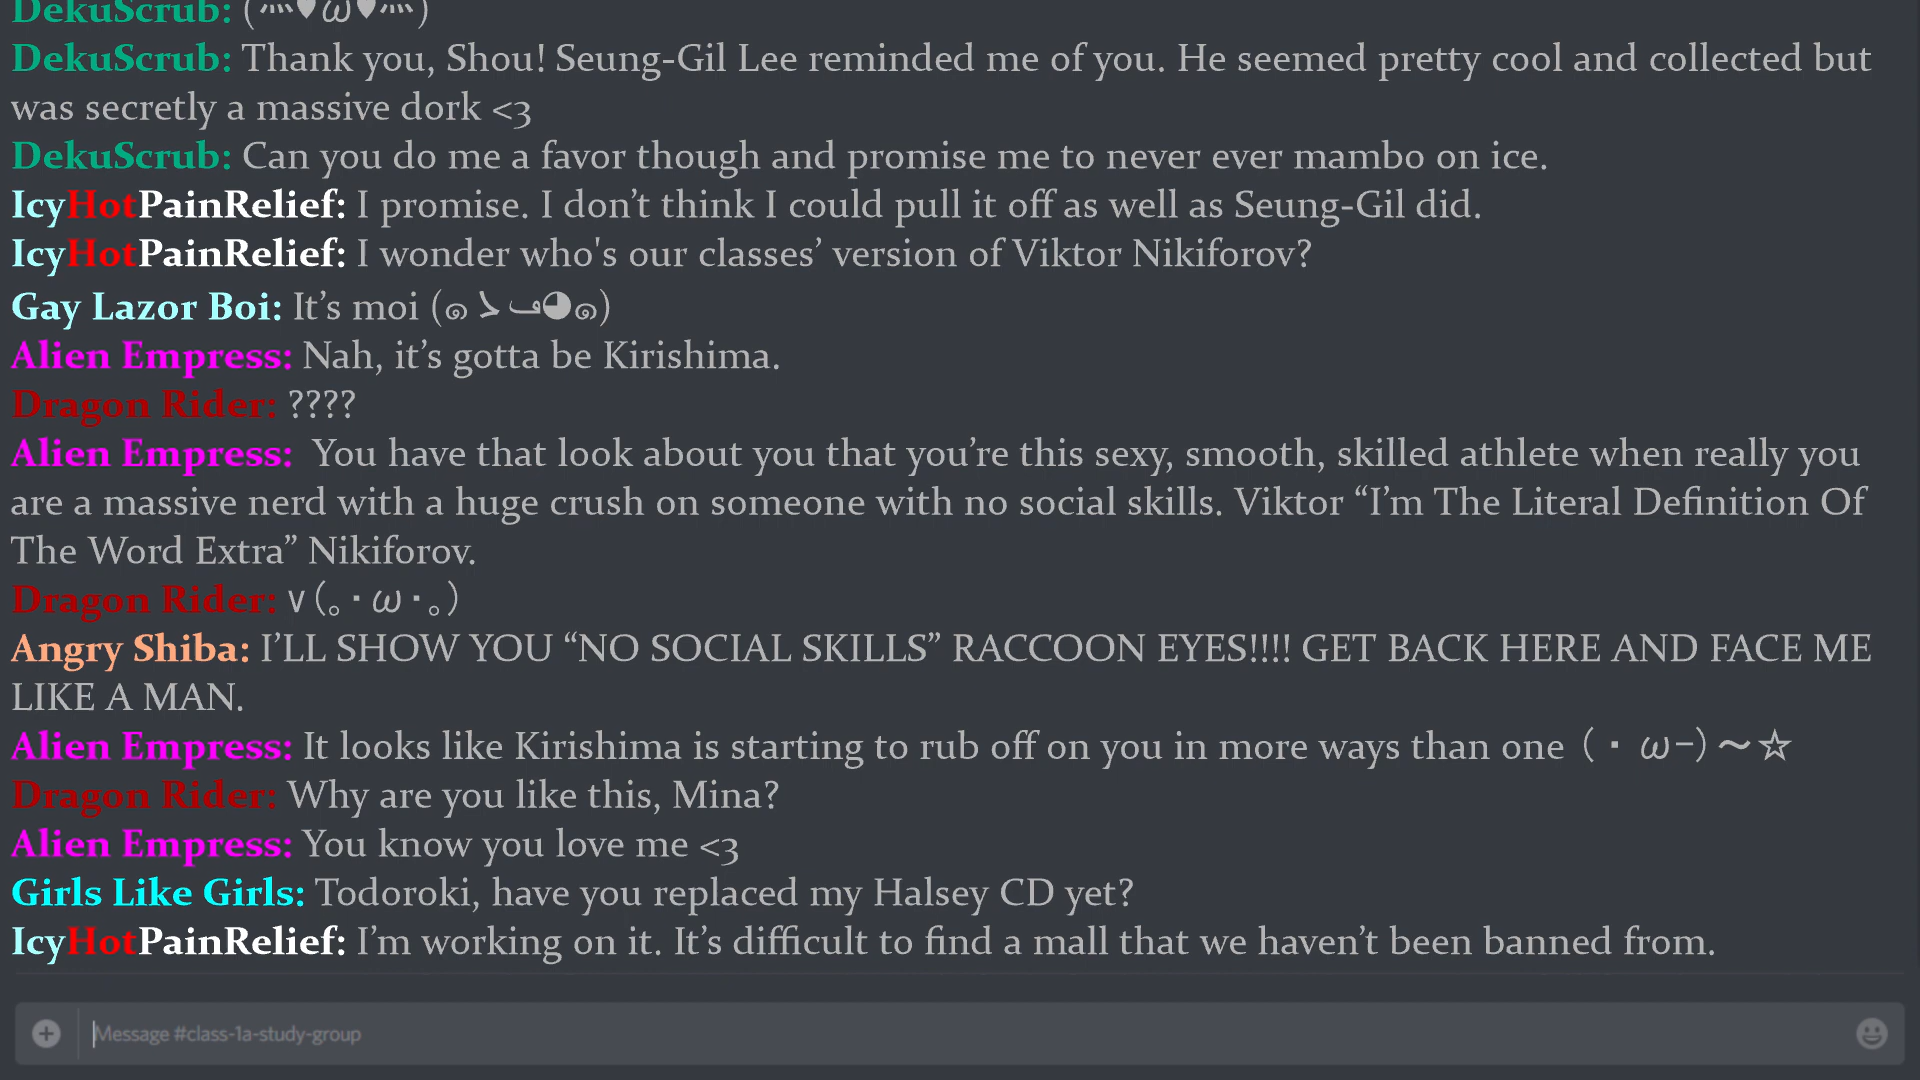 DekuScrub: (灬♥ω♥灬)
DekuScrub: Thank you, Shou! Seung-Gil Lee reminded me of you. He seemed pretty cool and collected but
was secretly a massive dork <3
DekuScrub: Can you do me a favor though and promise me to never ever mambo on ice.
IcyHotPainRelief: I promise. I don’t think I could pull it off as well as Seung-Gil did.
IcyHotPainRelief: I wonder who's our classes’ version of Viktor Nikiforov?
Gay Lazor Boi: It’s moi
Alien Empress: Nah, it’s gotta be Kirishima.
Dragon Rider: ????
Alien Empress: You have that look about you that you’re this sexy, smooth, skilled athlete when really you
are a massive nerd with a huge crush on someone with no social skills. Viktor “I’m The Literal Definition Of
The Word Extra” Nikiforov.
Dragon Rider: v(。・ω・。)
Angry Shiba: I’LL SHOW YOU “NO SOCIAL SKILLS” RACCOON EYES!!!! GET BACK HERE AND FACE ME
LIKE A MAN.
Alien Empress: It looks like Kirishima is starting to rub off on you in more ways than one (・ω-)～☆
Dragon Rider: Why are you like this, Mina?
Alien Empress: You know you love me <3
Girls Like Girls: Todoroki, have you replaced my Halsey CD yet?
IcyHotPainRelief: I’m working on it. It’s difficult to find a mall that we haven’t been banned from.
Message #class-1a-study-group